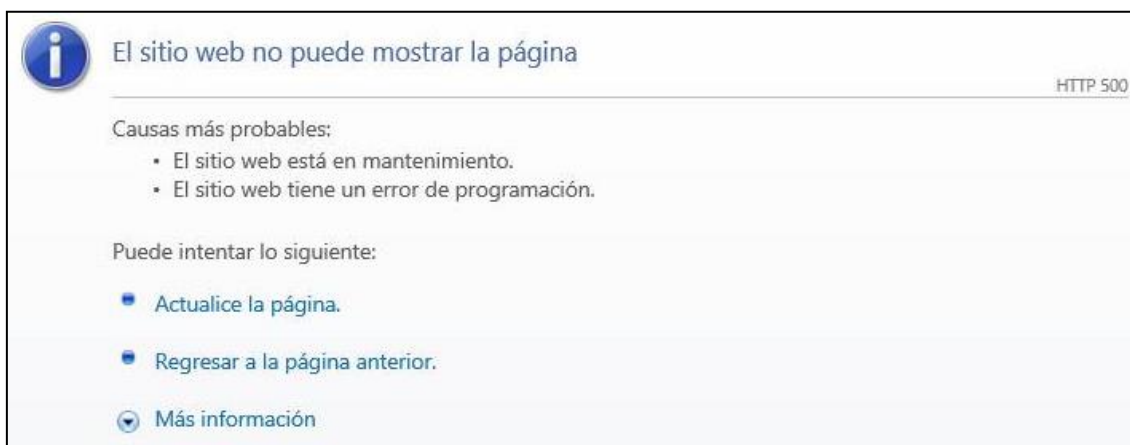 El sitio web no puede mostrar la página
HTTP 500
Causas más probables:
• El sitio web está en mantenimiento.
• El sitio web tiene un error de programación.
Puede intentar lo siguiente:
Actualice la página.
Regresar a la página anterior.
Más información